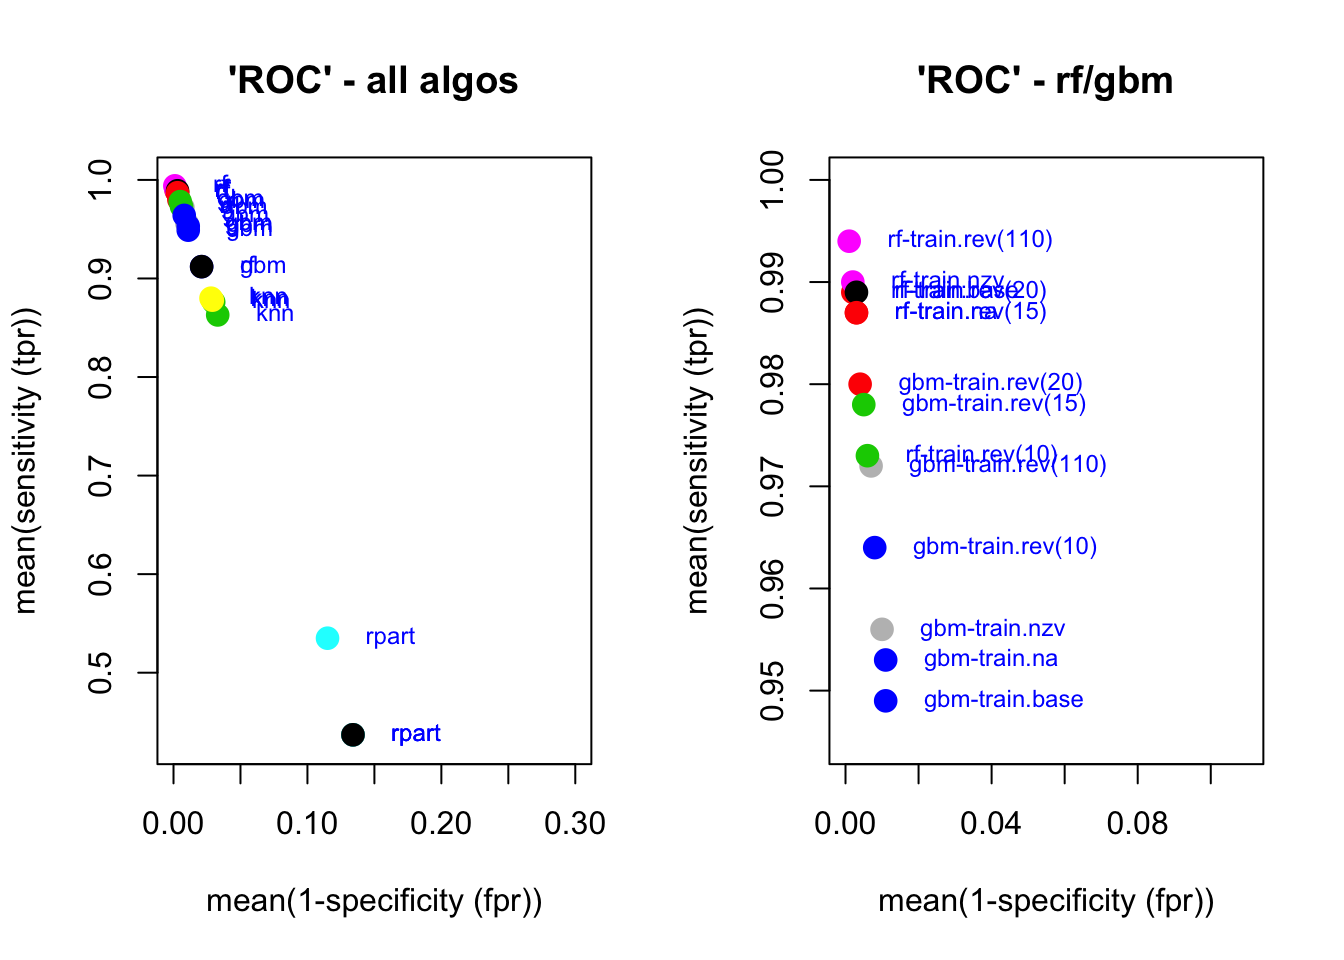 'ROC' - all algos
mean(sensitivity (tpr))
1.0
0.9
0.8
0.7
0.6
0.5
rf
gbm
gbm
gbm
gbm
gbm
rf
gbm
knn
knn
knn
rpart
rpart
0.00 0.10 0.20 0.30
mean(1-specificity (fpr))
'ROC' - rf/gbm
mean(sensitivity (tpr))
1.00
0.99
0.98
0.97
0.96
0.95
rf-train.rev(110)
rf-train.nzv
rf-train.base
rf-train.rev(20)
rf-train.na
rf-train.rev(15)
gbm-train.rev(20)
gbm-train.rev(15)
rf-train.rev(10)
gbm-train.rev(110)
gbm-train.rev(10)
gbm-train.nzv
gbm-train.na
gbm-train.base
0.00 0.04 0.08
mean(1-specificity (fpr))